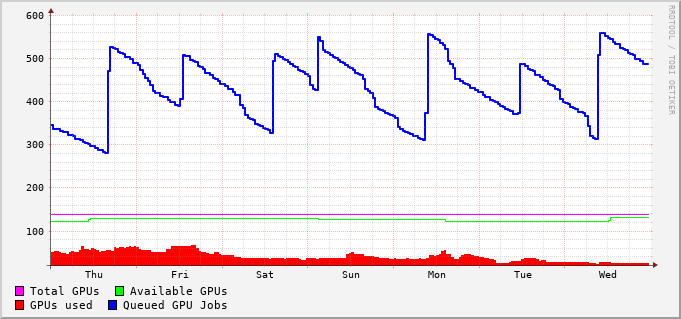 600
500
400
300
200
100
Thu Fri Sat Sun Mon Tue Wed
Total GPUs Available GPUs
GPUs used Queued GPU Jobs
RRDTOOL / TOBI OETIKER